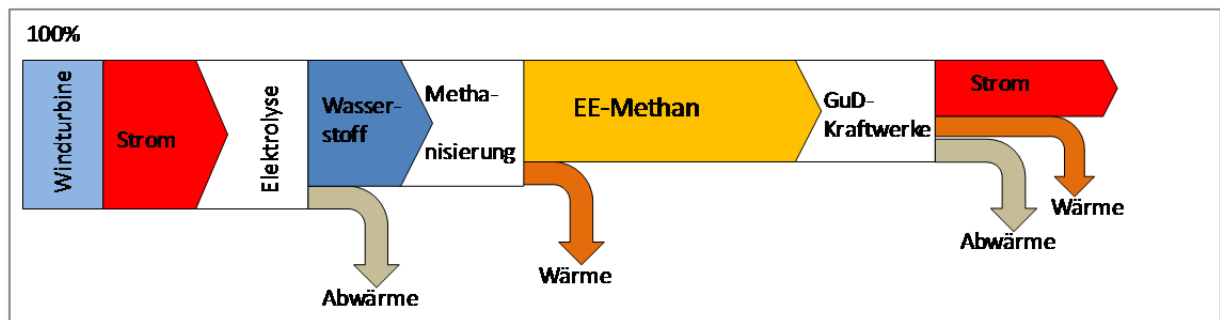 100%
Windturbine
Strom
Elektrolyse
Wasser-
stoff
Metha-
nisierung
EE-Methan
GuD-
Kraftwerke
Strom
Abwärme
Wärme
Abwärme
Wärme